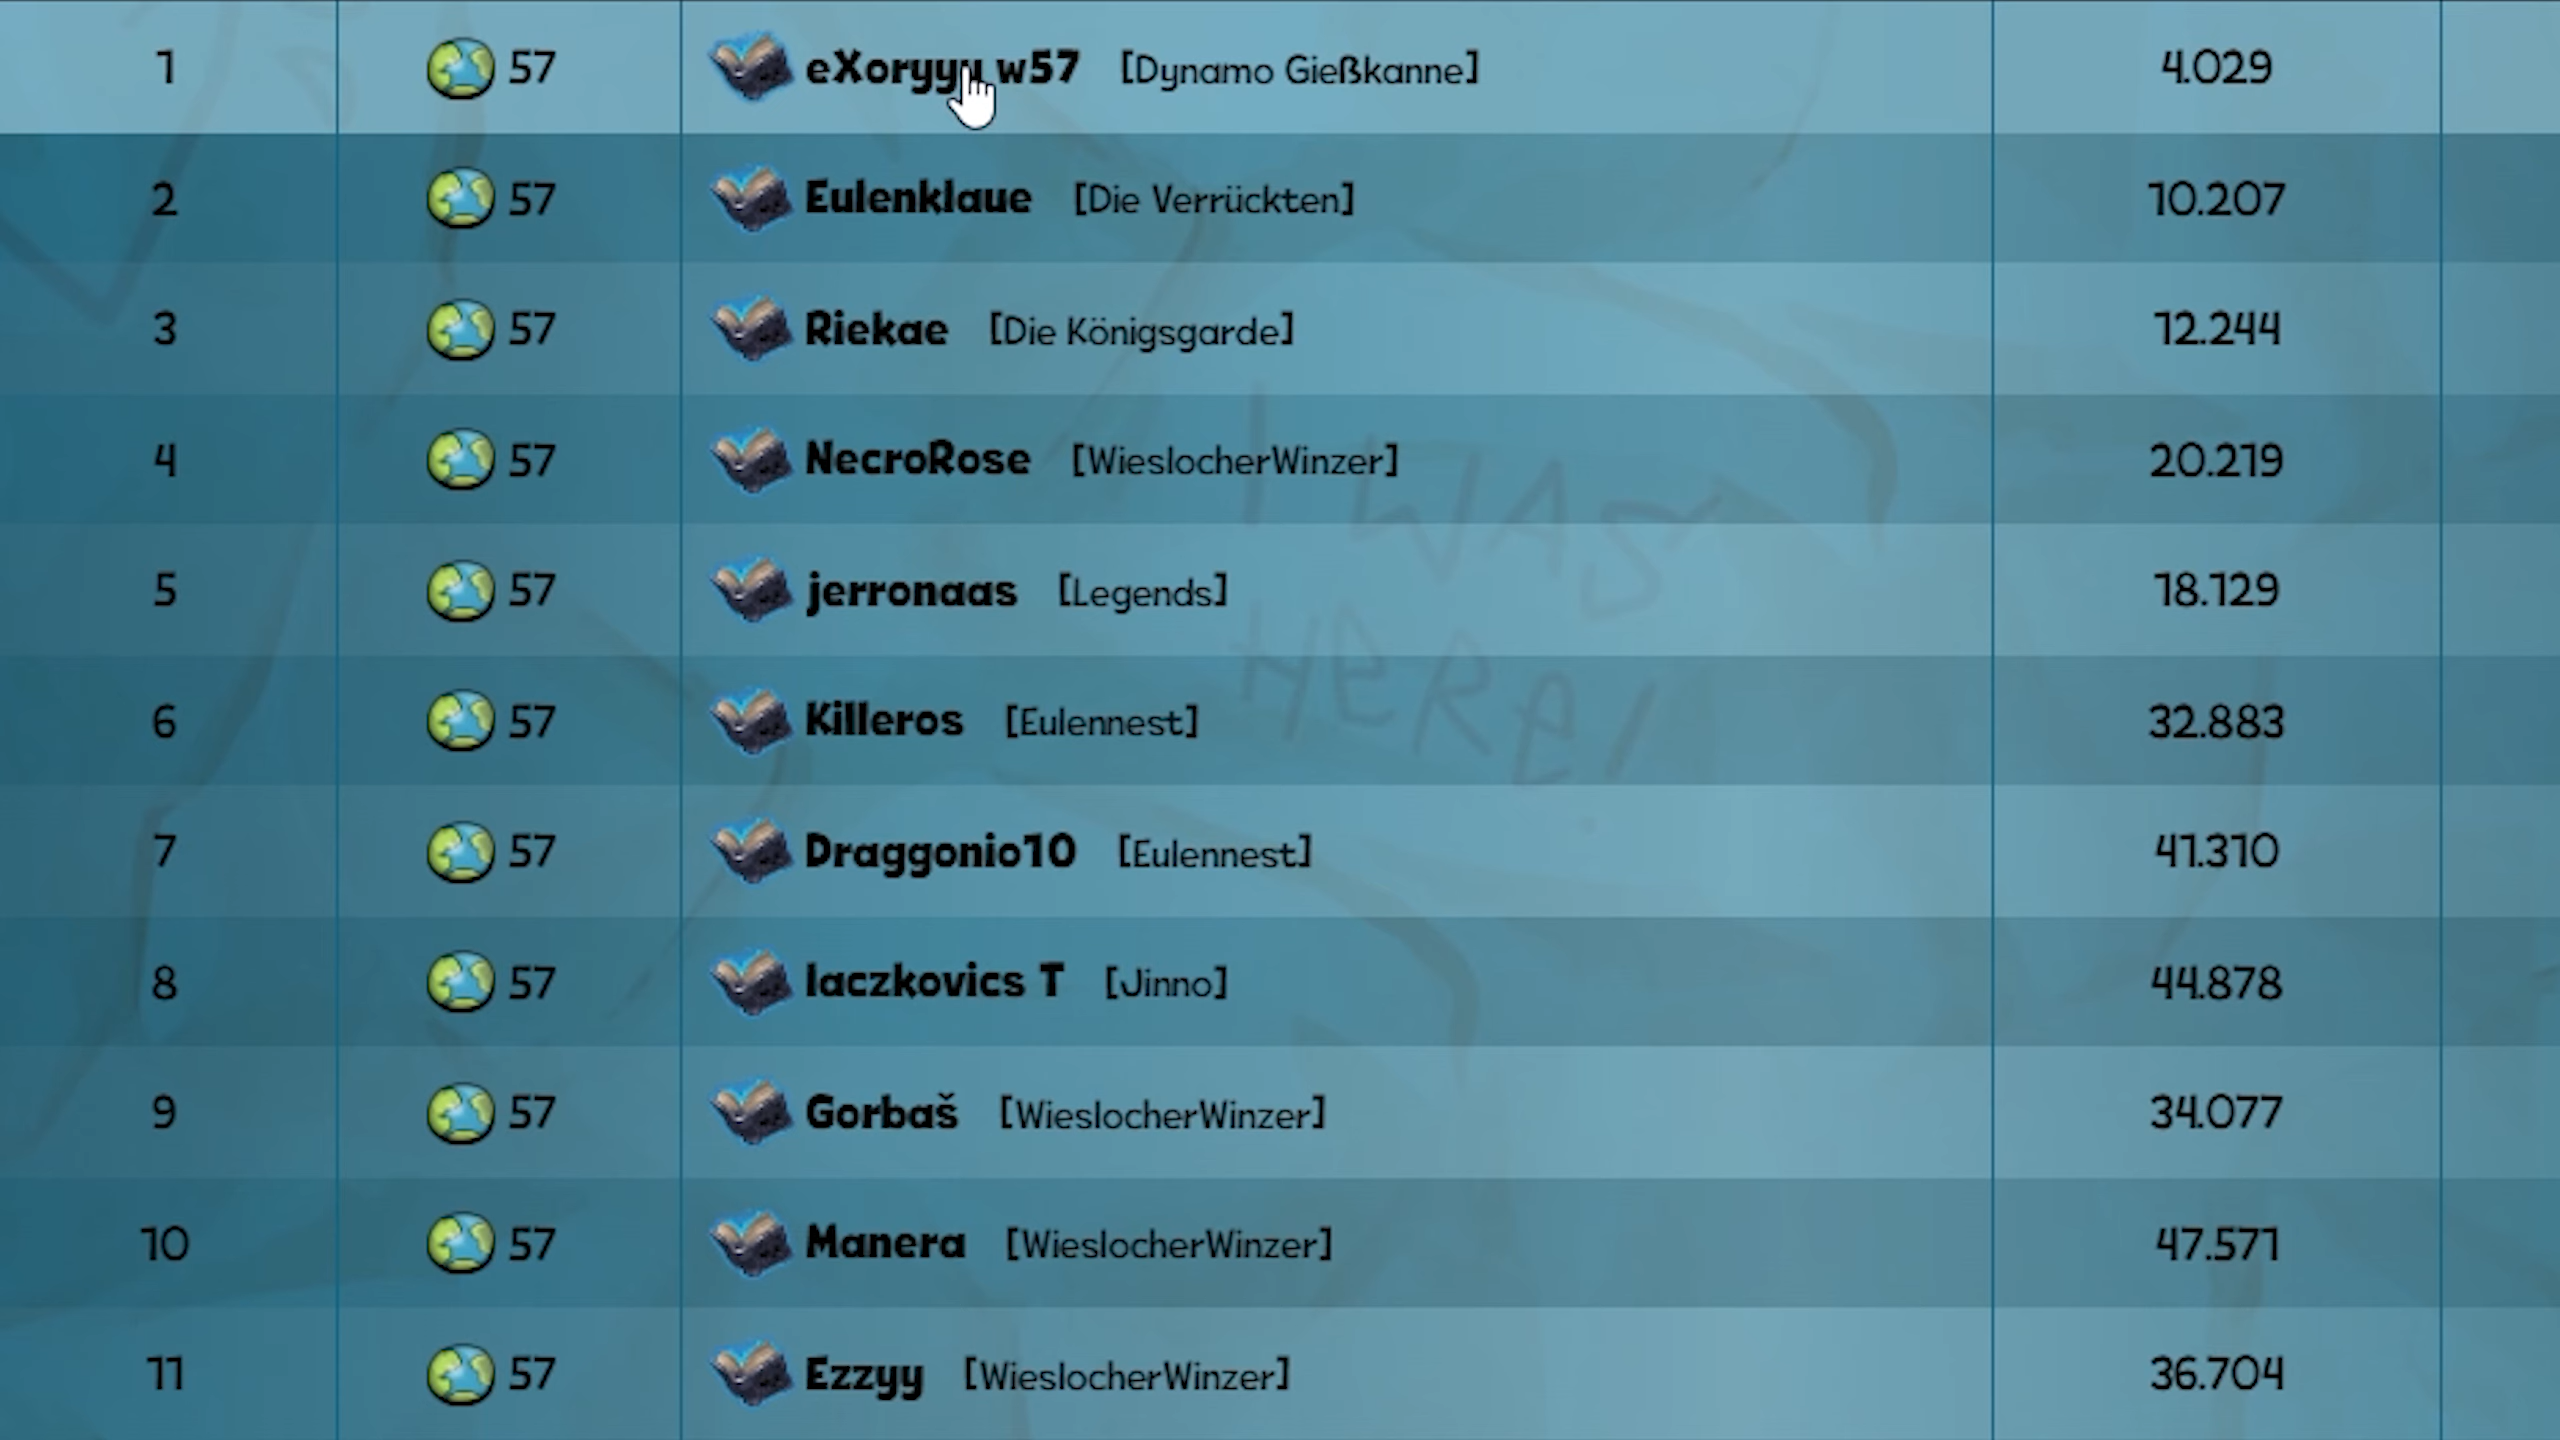 1 57 eXoryyy w57 [Dynamo Gießkanne] 4.029
2 57 Eulenklaue [Die Verrückten] 10.207
3 57 Riekae [Die Königsgarde] 12.244
4 57 NecroRose [WieslocherWinzer] 20.219
5 57 jerronaas [Legends] 18.129
6 57 Killeros [Eulennest] 32.883
7 57 Draggonio10 [Eulennest] 41.310
8 57 laczkovics T [Jinno] 44.878
9 57 Gorbaš [WieslocherWinzer] 34.077
10 57 Manera [WieslocherWinzer] 47.571
11 57 Ezzyy [WieslocherWinzer] 36.704
I WAS
HERE!